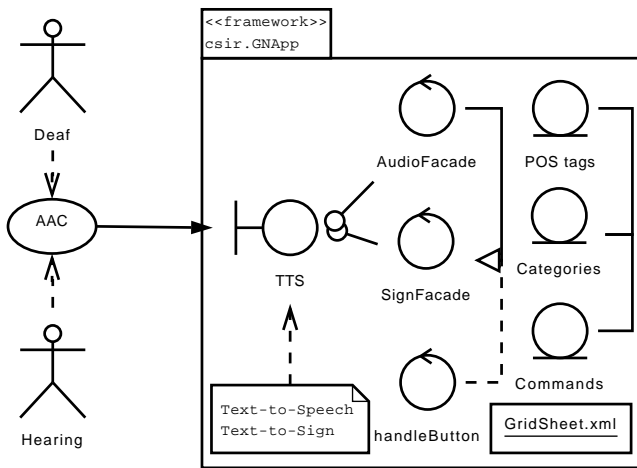 <<framework>>
csir.GNApp
Deaf
AudioFacade
POS tags
AAC
TTS
SignFacade
Categories
Text-to-Speech
Text-to-Sign
Hearing
handleButton
Commands
GridSheet.xml